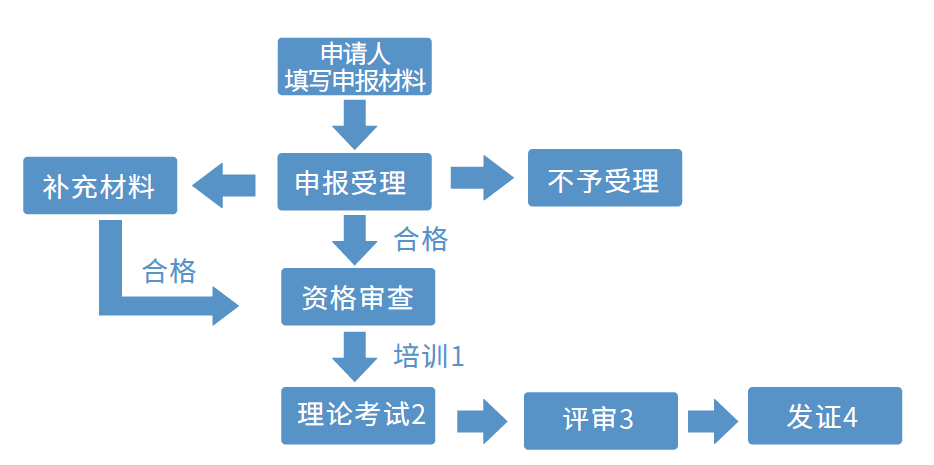 申请人
填写申报材料
补充材料
申报受理
不予受理
合格
合格
资格审查
培训1
理论考试2
评审3
发证4